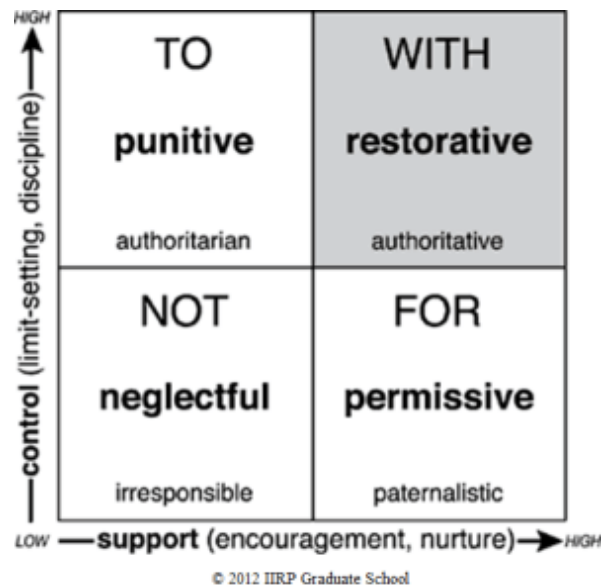 HIGH
TO
punitive
authoritarian
WITH
restorative
authoritative
control (limit-setting, discipline)
NOT
neglectful
irresponsible
FOR
permissive
paternalistic
LOW
support (encouragement, nurture)
HIGH
© 2012 IIRP Graduate School